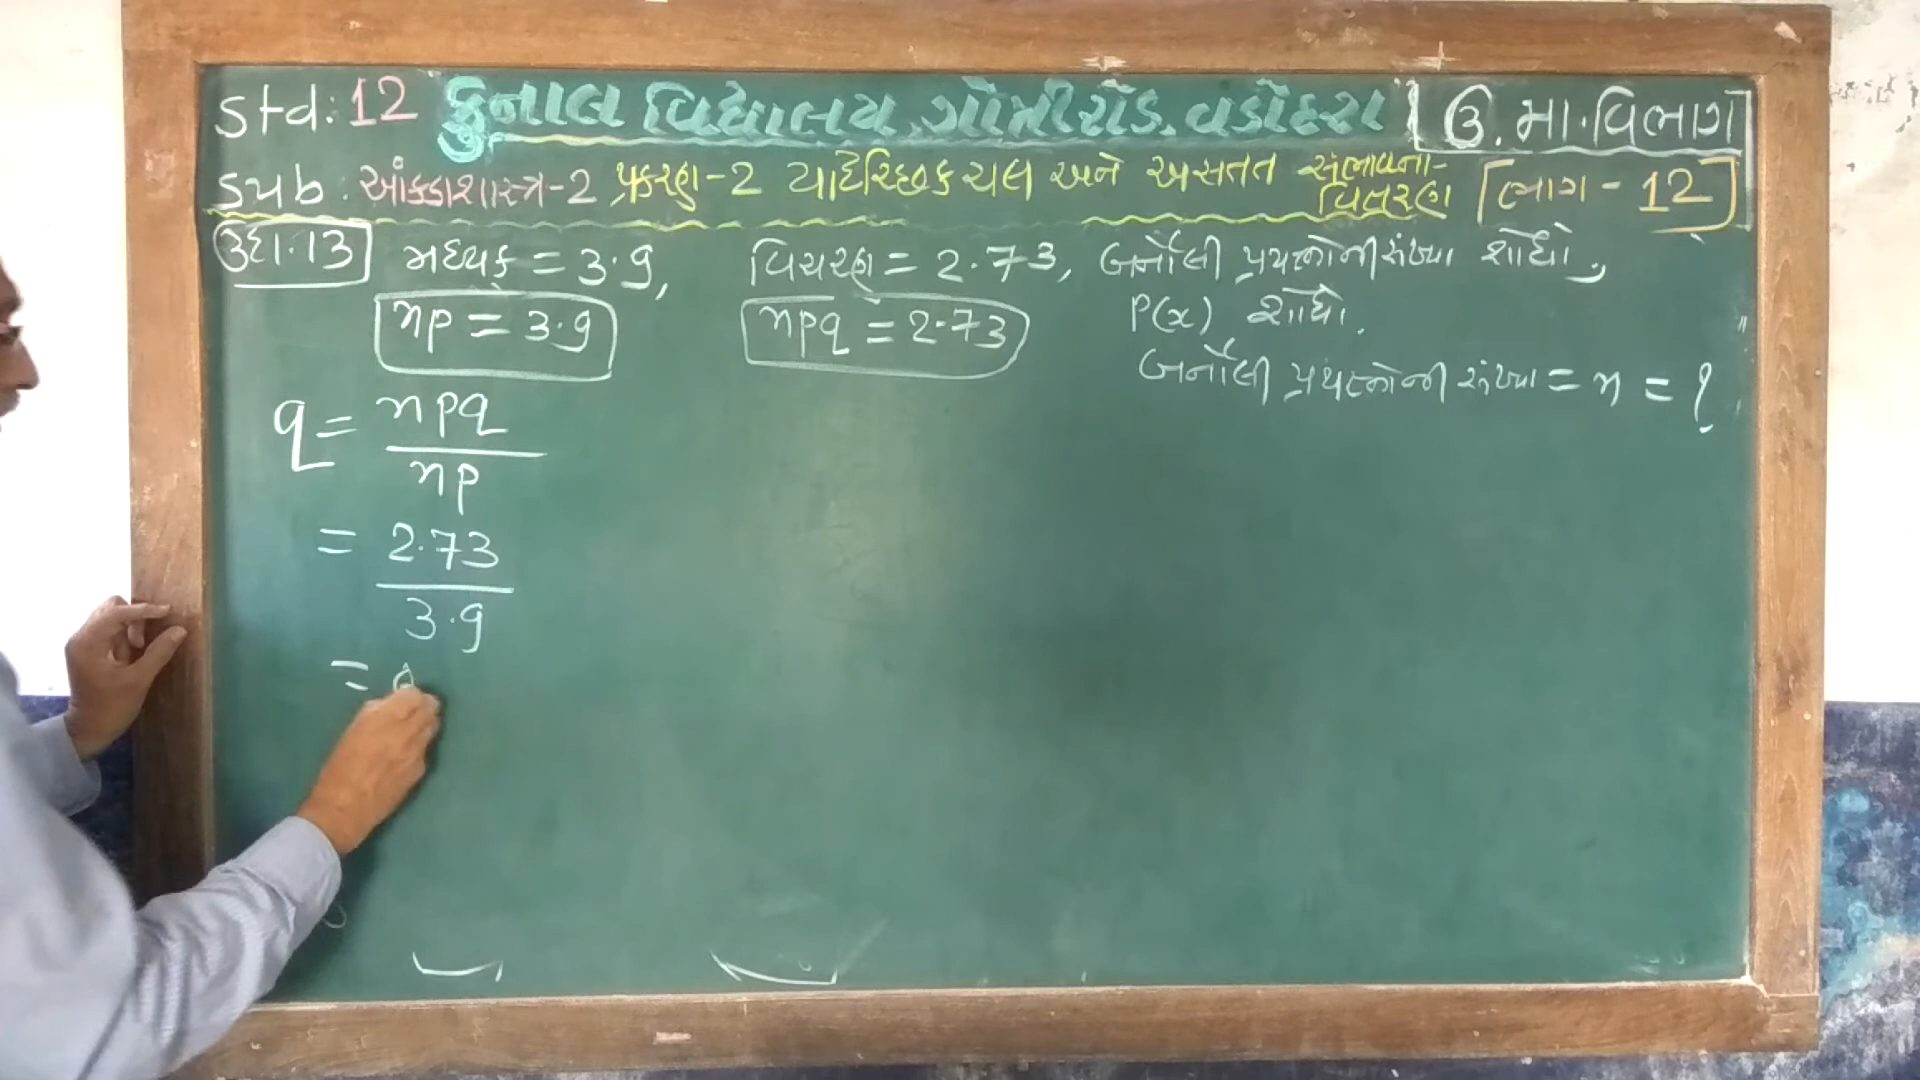 Std: 12 કુનાલ વિદ્યાલય, ગોત્રીરોડ, વડોદરા ઉ.મા.વિભાગ
Sub: આંકડાશાસ્ત્ર-2 પ્રકરણ-2 યાદૅચ્છિક ચલ અને અસતત સંભાવના-વિતરણ [ભાગ - 12]
ઉદા.13 મધ્યક = 3.9, વિચરણ = 2.73, બર્નોલી પ્રયત્નોની સંખ્યા શોધો,
np = 3.9 npq = 2.73 P(x) શોધો.
બર્નોલી પ્રયત્નોની સંખ્યા = n = ?
q = npq
np
= 2.73
3.9
=